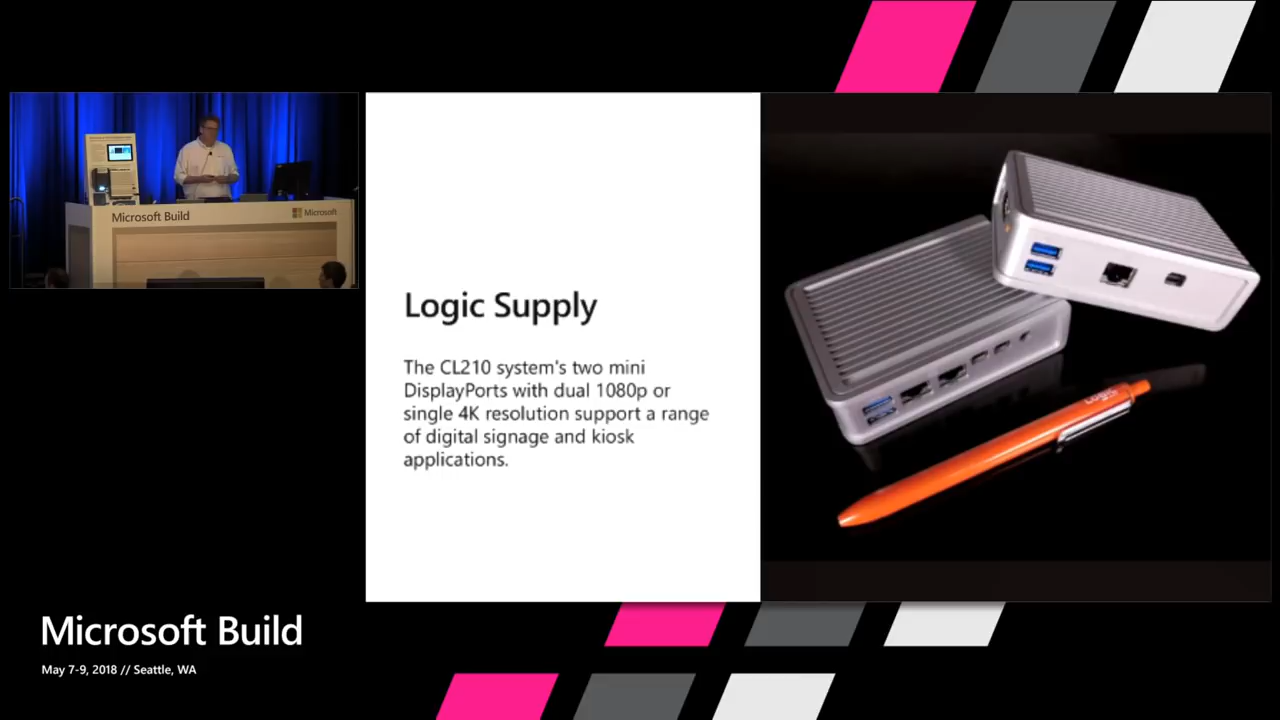 Microsoft Build
Microsoft
Logic Supply
The CL210 system's two mini
DisplayPorts with dual 1080p or
single 4K resolution support a range
of digital signage and kiosk
applications.
Logic
Microsoft Build
May 7-9, 2018 // Seattle, WA